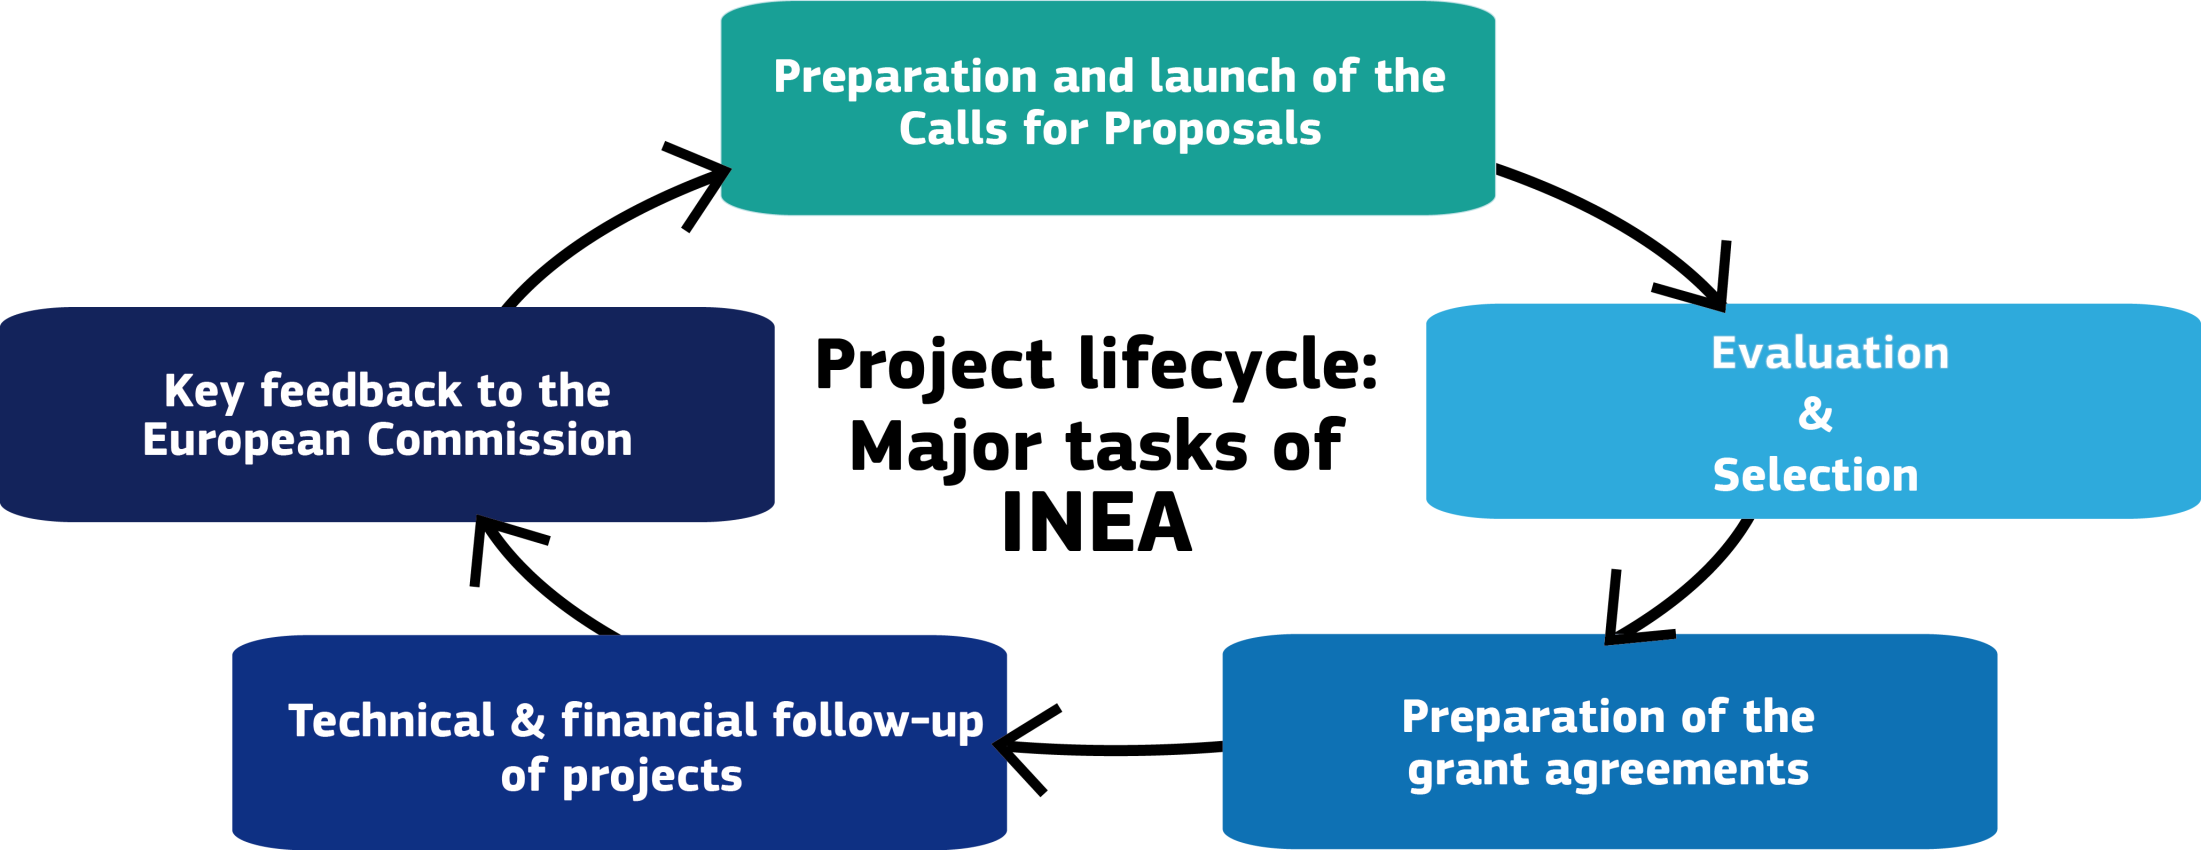 Preparation and launch of the
Calls for Proposals
Evaluation
&
Selection
Preparation of the
grant agreements
Technical & financial follow-up
of projects
Key feedback to the
European Commission
Project lifecycle:
Major tasks of
INEA